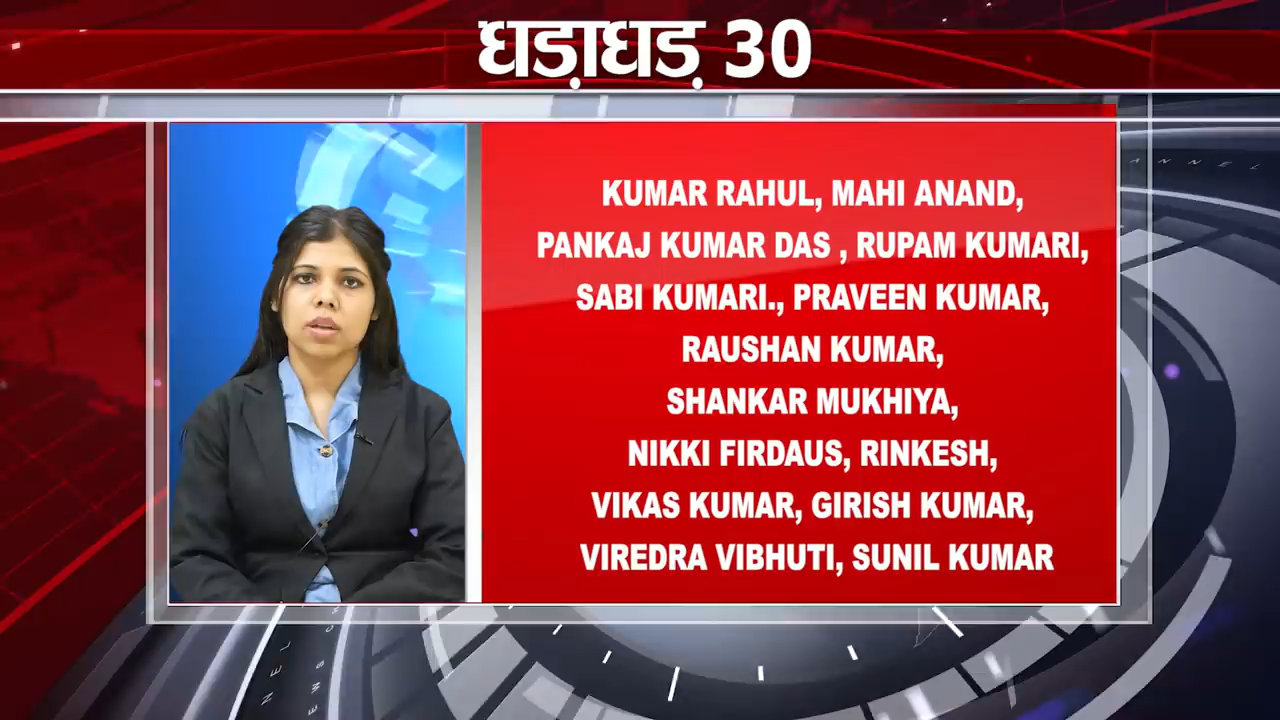 धड़ाधड़ 30
KUMAR RAHUL, MAHI ANAND,
PANKAJ KUMAR DAS , RUPAM KUMARI,
SABI KUMARI., PRAVEEN KUMAR,
RAUSHAN KUMAR,
SHANKAR MUKHIYA,
NIKKI FIRDAUS, RINKESH,
VIKAS KUMAR, GIRISH KUMAR,
VIREDRA VIBHUTI, SUNIL KUMAR